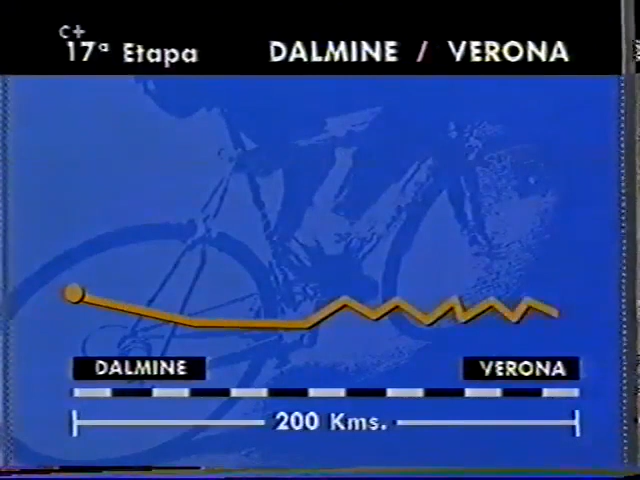 C+
17ª Etapa DALMINE / VERONA
DALMINE VERONA
200 Kms.